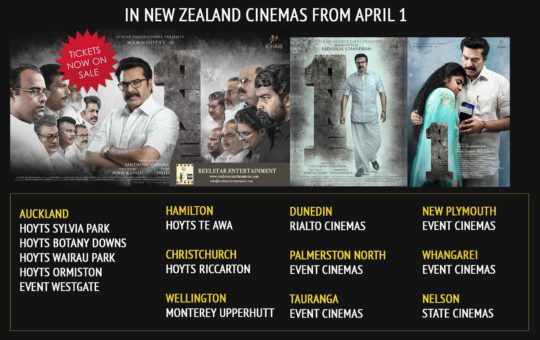 IN NEW ZEALAND CINEMAS FROM APRIL 1
TICKETS
NOW ON
SALE
MAMMOOTTY IN
ICHAIS
REELSTAR ENTERTAINMENT
KADAKKAL CHANDRAN
1
AUCKLAND
HOYTS SYLVIA PARK
HOYTS BOTANY DOWNS
HOYTS WAIRAU PARK
HOYTS ORMISTON
EVENT WESTGATE
HAMILTON
HOYTS TE AWA
CHRISTCHURCH
HOYTS RICCARTON
WELLINGTON
MONTEREY UPPERHUTT
DUNEDIN
RIALTO CINEMAS
PALMERSTON NORTH
EVENT CINEMAS
TAURANGA
EVENT CINEMAS
NEW PLYMOUTH
EVENT CINEMAS
WHANGAREI
EVENT CINEMAS
NELSON
STATE CINEMAS